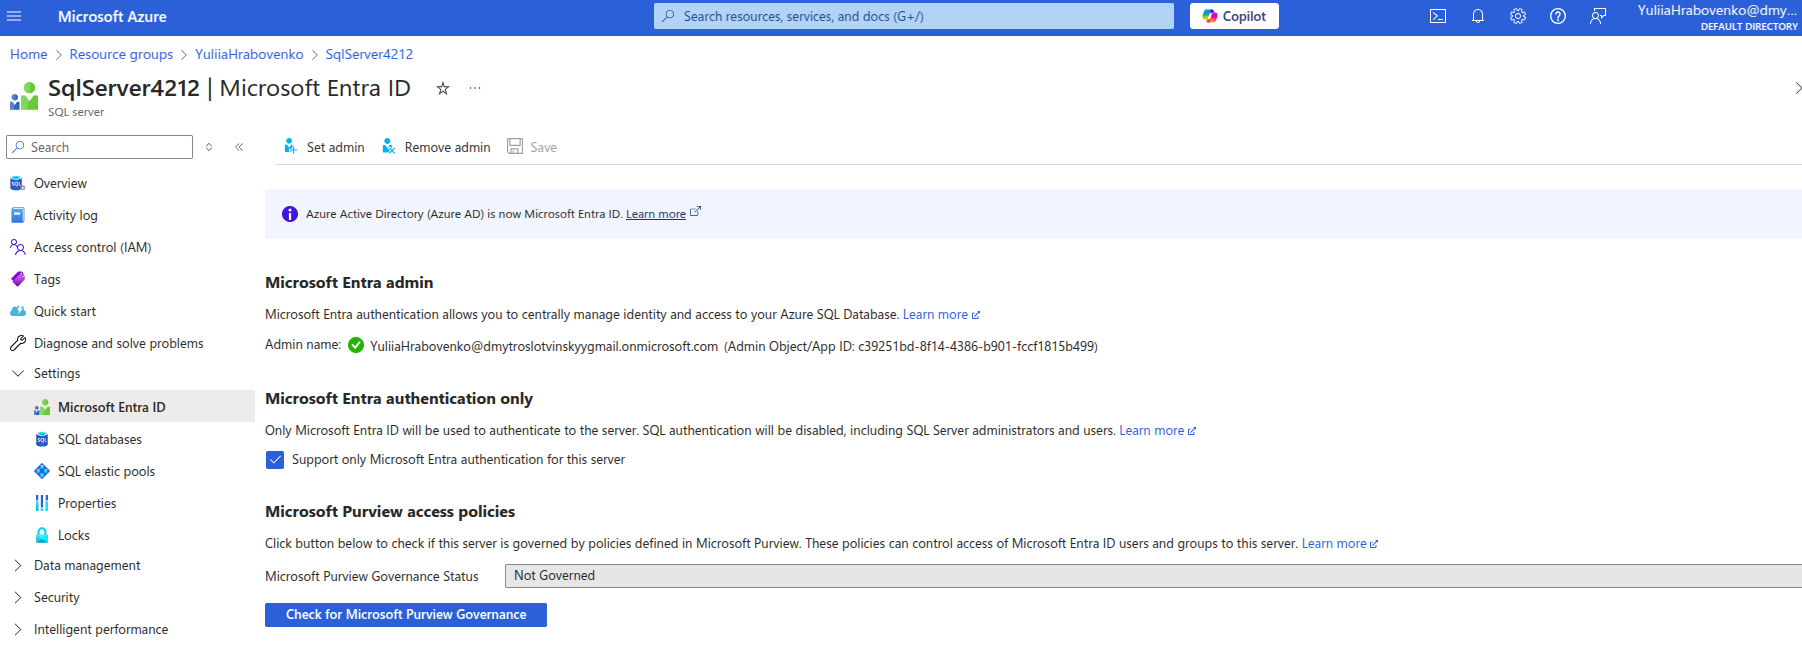 Microsoft Azure
Search resources, services, and docs (G+/)
Copilot
YuliiaHrabovenko@dmy...
DEFAULT DIRECTORY
Home > Resource groups > YuliiaHrabovenko > SqlServer4212
SqlServer4212 | Microsoft Entra ID
SQL server
Search
Set admin
Remove admin
Save
Overview
Activity log
Access control (IAM)
Tags
Quick start
Diagnose and solve problems
Settings
Microsoft Entra ID
SQL databases
SQL elastic pools
Properties
Locks
Data management
Security
Intelligent performance
Azure Active Directory (Azure AD) is now Microsoft Entra ID. Learn more
Microsoft Entra admin
Microsoft Entra authentication allows you to centrally manage identity and access to your Azure SQL Database. Learn more
Admin name: YuliiaHrabovenko@dmytroslotvinskyygmail.onmicrosoft.com (Admin Object/App ID: c39251bd-8f14-4386-b901-fccf1815b499)
Microsoft Entra authentication only
Only Microsoft Entra ID will be used to authenticate to the server. SQL authentication will be disabled, including SQL Server administrators and users. Learn more
Support only Microsoft Entra authentication for this server
Microsoft Purview access policies
Click button below to check if this server is governed by policies defined in Microsoft Purview. These policies can control access of Microsoft Entra ID users and groups to this server. Learn more
Microsoft Purview Governance Status
Not Governed
Check for Microsoft Purview Governance